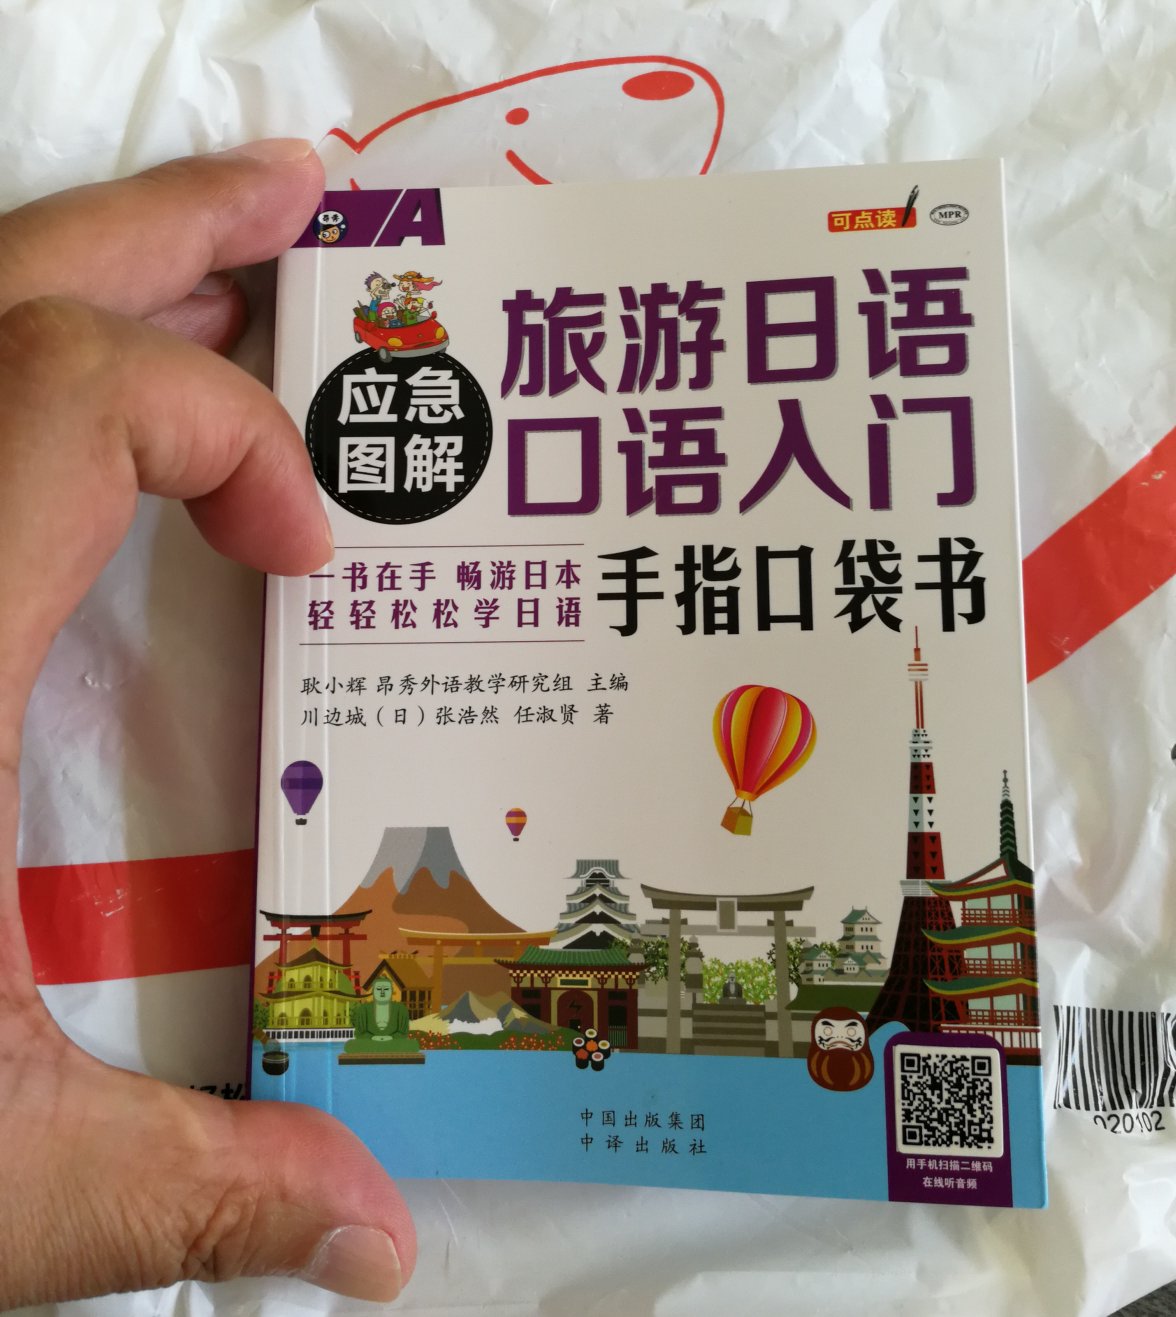 昂秀
A
可点读
MPR
旅游日语
口语入门
应急
图解
手指口袋书
一书在手 畅游日本
轻轻松松学日语
耿小辉 昂秀外语教学研究组 主编
川边城（日）张浩然 任淑贤 著
中国出版集团
中译出版社
用手机扫描二维码
在线听音频
020102